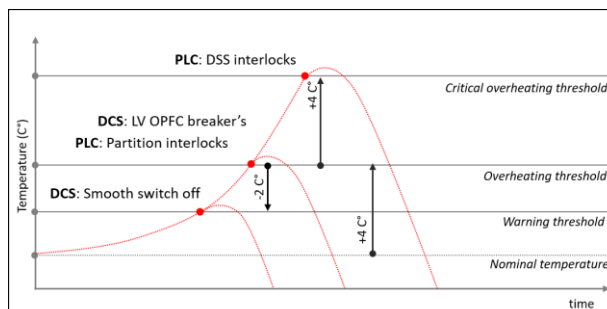 PLC: DSS interlocks
Critical overheating threshold
+4 C°
DCS: LV OPFC breaker's
PLC: Partition interlocks
Temperature (C°)
Overheating threshold
-2 C°
DCS: Smooth switch off
Warning threshold
+4 C°
Nominal temperature
time